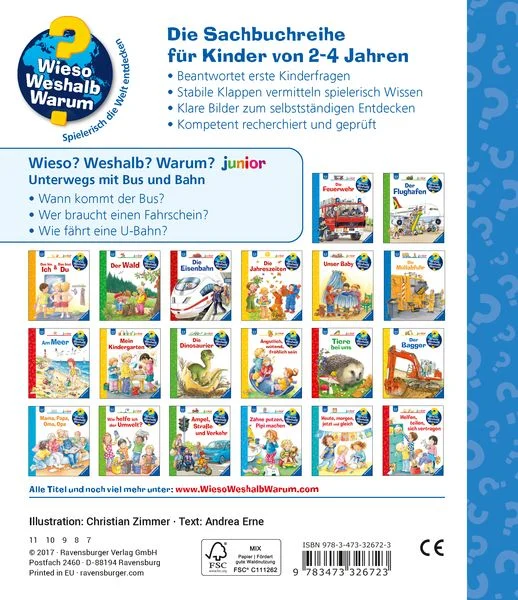 Wieso
Weshalb
Warum
?
Spielerisch die Welt entdecken
Die Sachbuchreihe
für Kinder von 2-4 Jahren
• Beantwortet erste Kinderfragen
• Stabile Klappen vermitteln spielerisch Wissen
• Klare Bilder zum selbstständigen Entdecken
• Kompetent recherchiert und geprüft
Wieso? Weshalb? Warum? junior
Unterwegs mit Bus und Bahn
• Wann kommt der Bus?
• Wer braucht einen Fahrschein?
• Wie fährt eine U-Bahn?
Die
Feuerwehr
Der
Flughafen
Das bin Das bist
Ich & Du
Der Wald
Die
Eisenbahn
Die
Jahreszeiten
Unser Baby
Die
Müllabfuhr
Am Meer
Mein
Kindergarten
Die
Dinosaurier
Ängstlich,
wütend,
fröhlich sein
Tiere
bei uns
Der
Bagger
Mama, Papa,
Oma, Opa
Wie helfe ich
der Umwelt?
Ampel,
Straße
und Verkehr
Zähne putzen,
Pipi machen
Heute, morgen,
jetzt und gleich
Helfen,
teilen,
sich vertragen
Alle Titel und noch viel mehr unter: www.WiesoWeshalbWarum.com
Illustration: Christian Zimmer · Text: Andrea Erne
11 10 9 8 7
© 2017 · Ravensburger Verlag GmbH
Postfach 2460 · D-88194 Ravensburg
Printed in EU · ravensburger.com
FSC
www.fsc.org
MIX
Papier | Fördert
gute Waldnutzung
FSC® C111262
ISBN 978-3-473-32672-3
9 783473 326723
CE